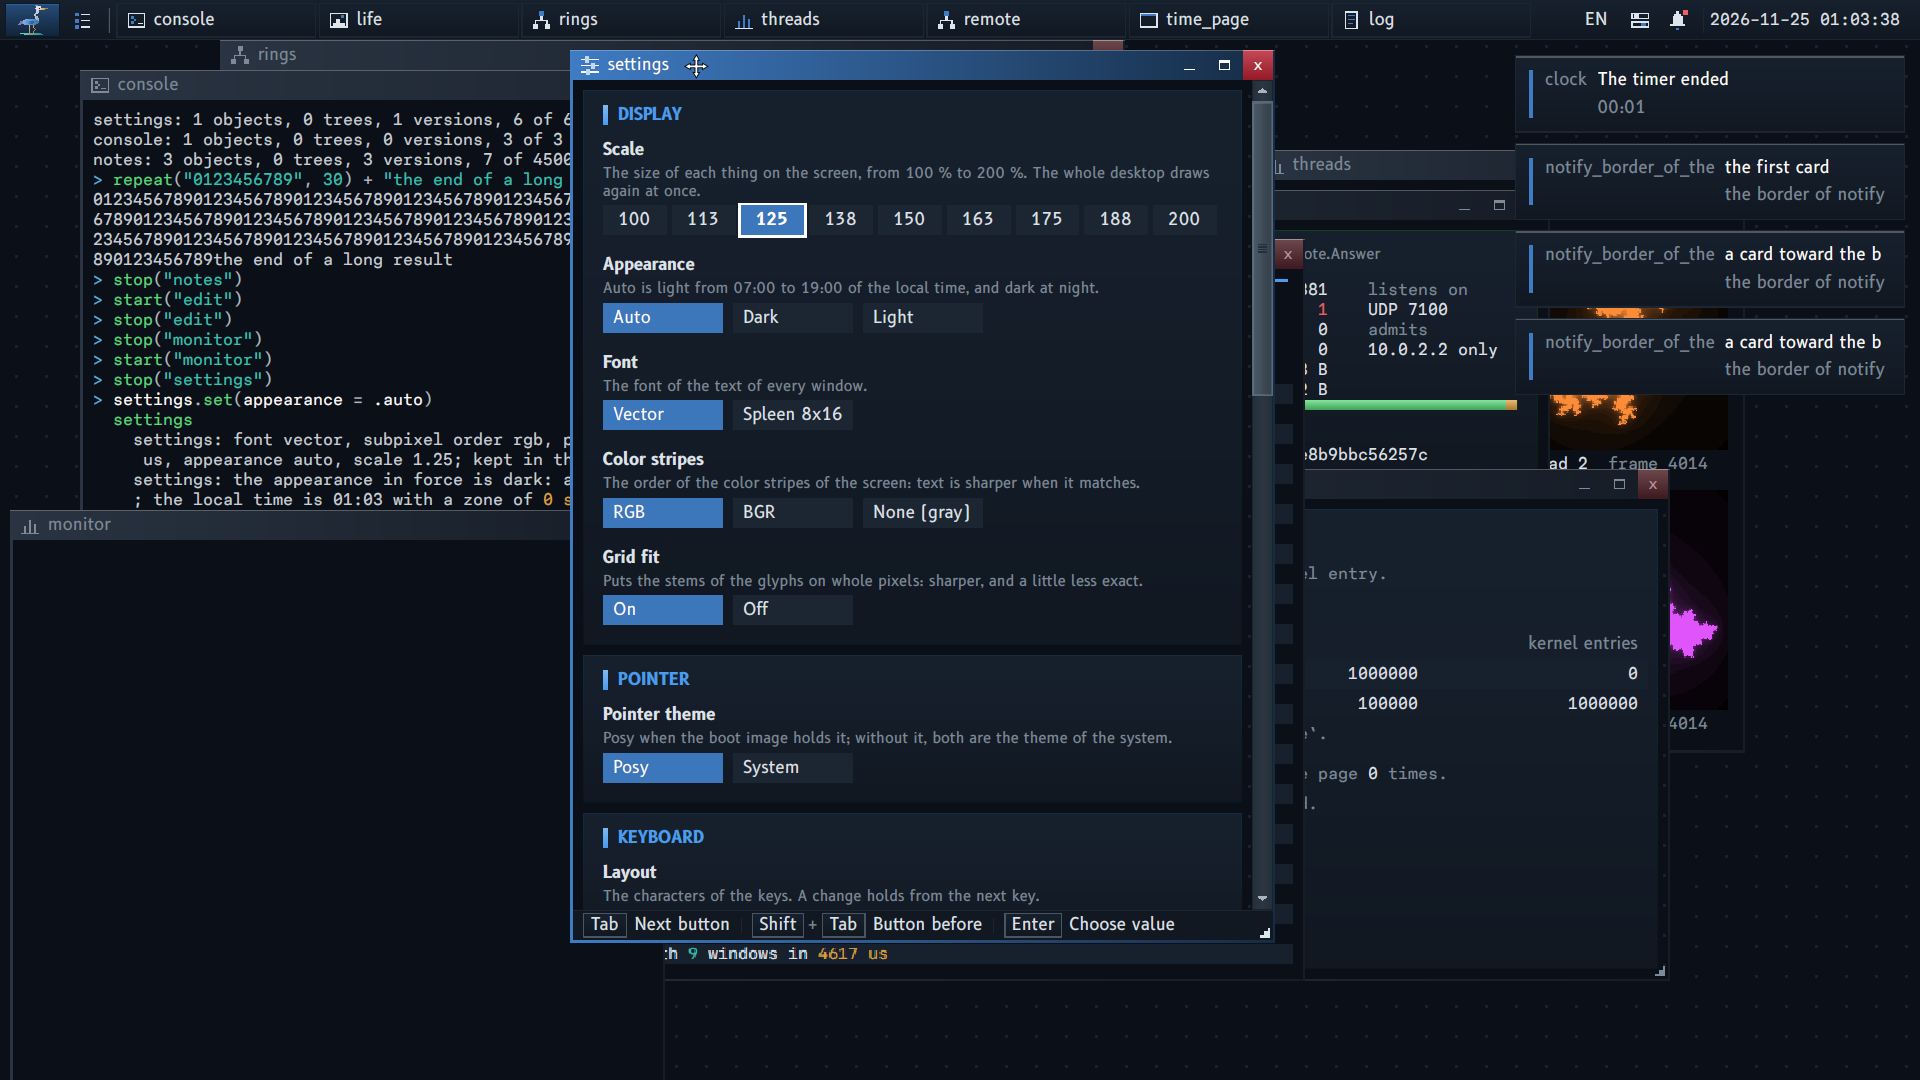 console
life
rings
threads
remote
time_page
log
EN
2026-11-25 01:03:38
rings
console
settings: 1 objects, 0 trees, 1 versions, 6 of 6
console: 1 objects, 0 trees, 0 versions, 3 of 3
notes: 3 objects, 0 trees, 3 versions, 7 of 4500
> repeat("0123456789", 30) + "the end of a long
012345678901234567890123456789012345678901234567
678901234567890123456789012345678901234567890123
234567890123456789012345678901234567890123456789
890123456789the end of a long result
> stop("notes")
> start("edit")
> stop("edit")
> stop("monitor")
> start("monitor")
> stop("settings")
> settings.set(appearance = .auto)
settings
settings: font vector, subpixel order rgb, p
us, appearance auto, scale 1.25; kept in th
settings: the appearance in force is dark: a
; the local time is 01:03 with a zone of 0 s
monitor
settings
x
DISPLAY
Scale
The size of each thing on the screen, from 100 % to 200 %. The whole desktop draws
again at once.
100 113 125 138 150 163 175 188 200
Appearance
Auto is light from 07:00 to 19:00 of the local time, and dark at night.
Auto Dark Light
Font
The font of the text of every window.
Vector Spleen 8x16
Color stripes
The order of the color stripes of the screen: text is sharper when it matches.
RGB BGR None (gray)
Grid fit
Puts the stems of the glyphs on whole pixels: sharper, and a little less exact.
On Off
POINTER
Pointer theme
Posy when the boot image holds it; without it, both are the theme of the system.
Posy System
KEYBOARD
Layout
The characters of the keys. A change holds from the next key.
Tab Next button Shift + Tab Button before Enter Choose value
th 9 windows in 4617 us
threads
x
ote.Answer
381 listens on
1 UDP 7100
0 admits
0 10.0.2.2 only
B
B
e8b9bbc56257c
ad 2 frame 4014
x
el entry.
kernel entries
1000000 0
100000 1000000
e`.
e page 0 times.
d.
4014
clock The timer ended
00:01
notify_border_of_the the first card
the border of notify
notify_border_of_the a card toward the b
the border of notify
notify_border_of_the a card toward the b
the border of notify